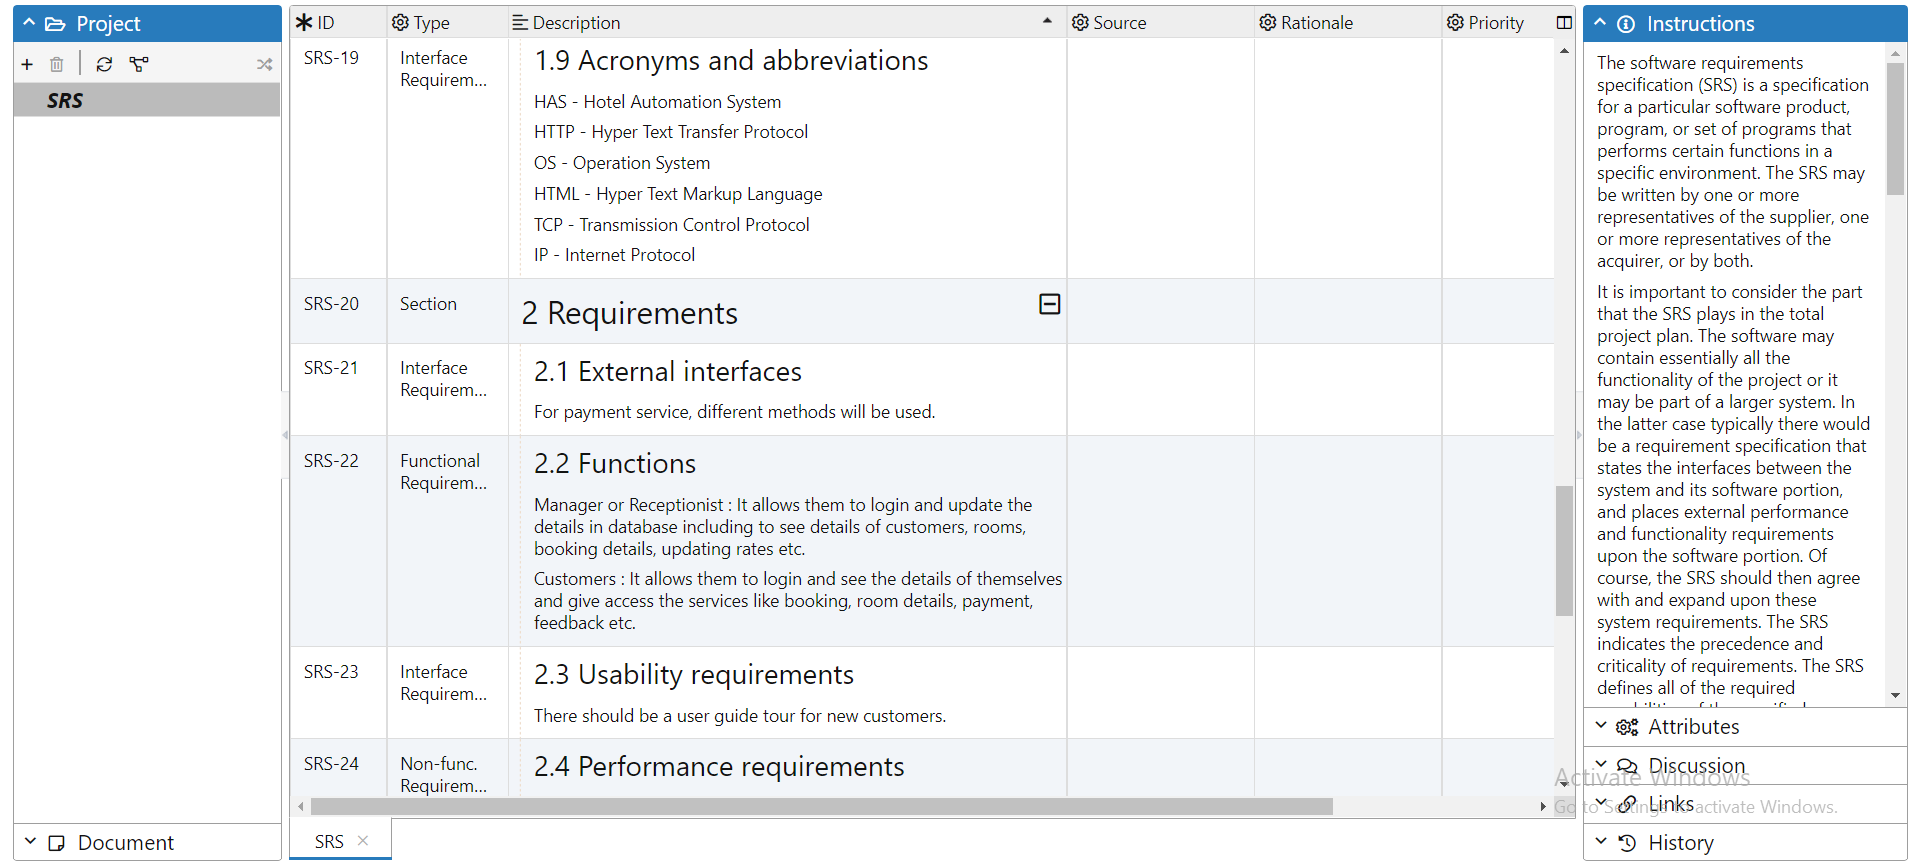 Project
SRS
Document
ID
Type
Description
Source
Rationale
Priority
SRS-19
Interface
Requirem...
1.9 Acronyms and abbreviations
HAS - Hotel Automation System
HTTP - Hyper Text Transfer Protocol
OS - Operation System
HTML - Hyper Text Markup Language
TCP - Transmission Control Protocol
IP - Internet Protocol
SRS-20
Section
2 Requirements
SRS-21
Interface
Requirem...
2.1 External interfaces
For payment service, different methods will be used.
SRS-22
Functional
Requirem...
2.2 Functions
Manager or Receptionist : It allows them to login and update the
details in database including to see details of customers, rooms,
booking details, updating rates etc.
Customers : It allows them to login and see the details of themselves
and give access the services like booking, room details, payment,
feedback etc.
SRS-23
Interface
Requirem...
2.3 Usability requirements
There should be a user guide tour for new customers.
SRS-24
Non-func.
Requirem...
2.4 Performance requirements
SRS
Instructions
The software requirements
specification (SRS) is a specification
for a particular software product,
program, or set of programs that
performs certain functions in a
specific environment. The SRS may
be written by one or more
representatives of the supplier, one
or more representatives of the
acquirer, or by both.
It is important to consider the part
that the SRS plays in the total
project plan. The software may
contain essentially all the
functionality of the project or it
may be part of a larger system. In
the latter case typically there would
be a requirement specification that
states the interfaces between the
system and its software portion,
and places external performance
and functionality requirements
upon the software portion. Of
course, the SRS should then agree
with and expand upon these
system requirements. The SRS
indicates the precedence and
criticality of requirements. The SRS
defines all of the required
Attributes
Discussion
Links
History
Activate Windows
Go to Settings to activate Windows.